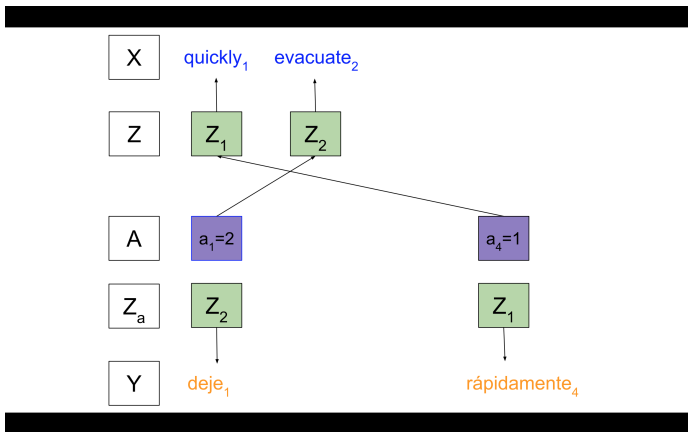 X quickly₁ evacuate₂
Z Z₁ Z₂
A a₁=2 a₄=1
Zₐ Z₂ Z₁
Y deje₁ rápidamente₄